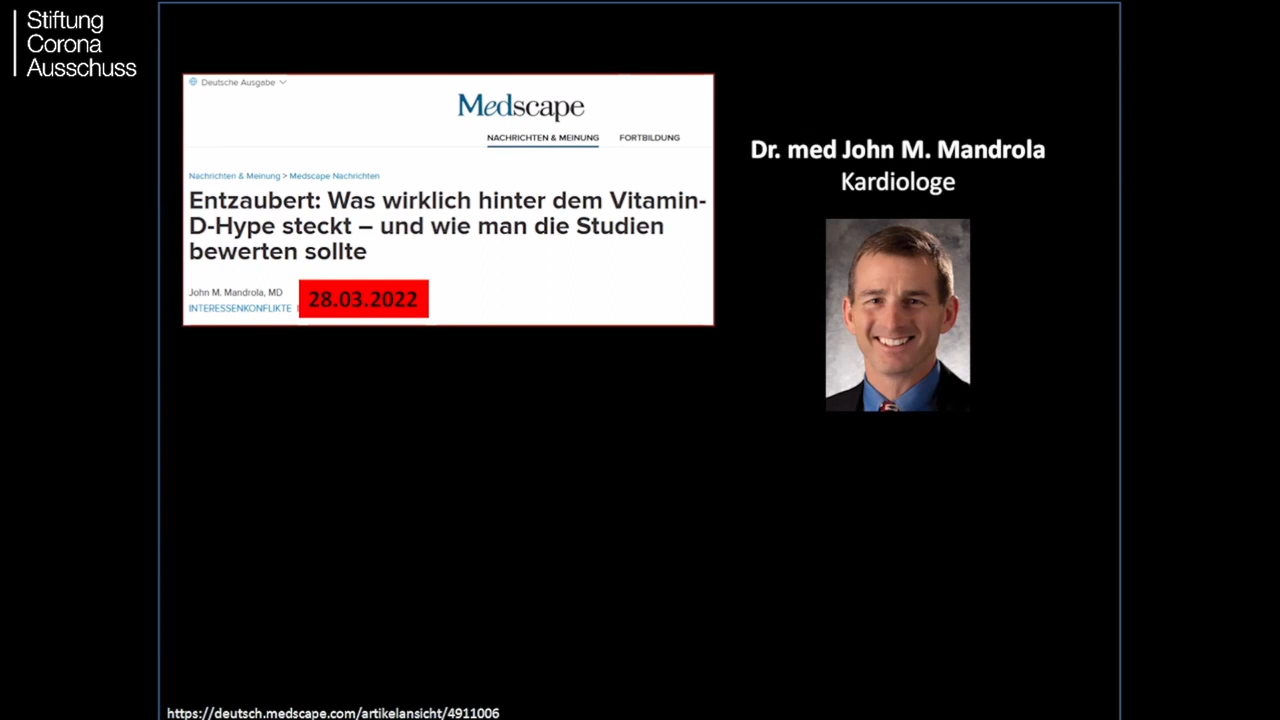 Stiftung
Corona
Ausschuss
Deutsche Ausgabe
Medscape
NACHRICHTEN & MEINUNG FORTBILDUNG
Nachrichten & Meinung > Medscape Nachrichten
Entzaubert: Was wirklich hinter dem Vitamin-
D-Hype steckt – und wie man die Studien
bewerten sollte
John M. Mandrola, MD
INTERESSENKONFLIKTE
28.03.2022
Dr. med John M. Mandrola
Kardiologe
https://deutsch.medscape.com/artikelansicht/4911006